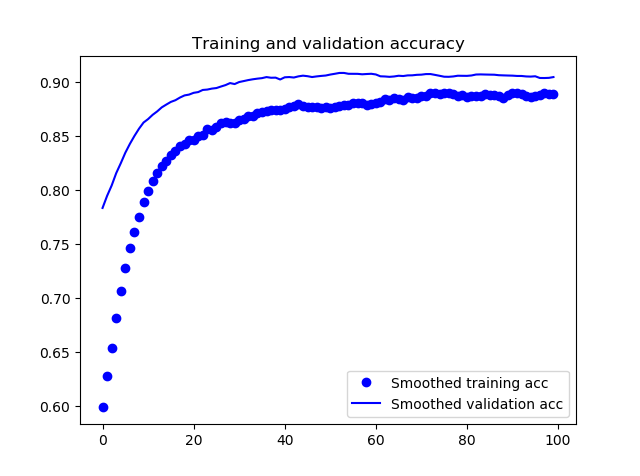 Training and validation accuracy
0.90
0.85
0.80
0.75
0.70
0.65
0.60
Smoothed training acc
Smoothed validation acc
0 20 40 60 80 100